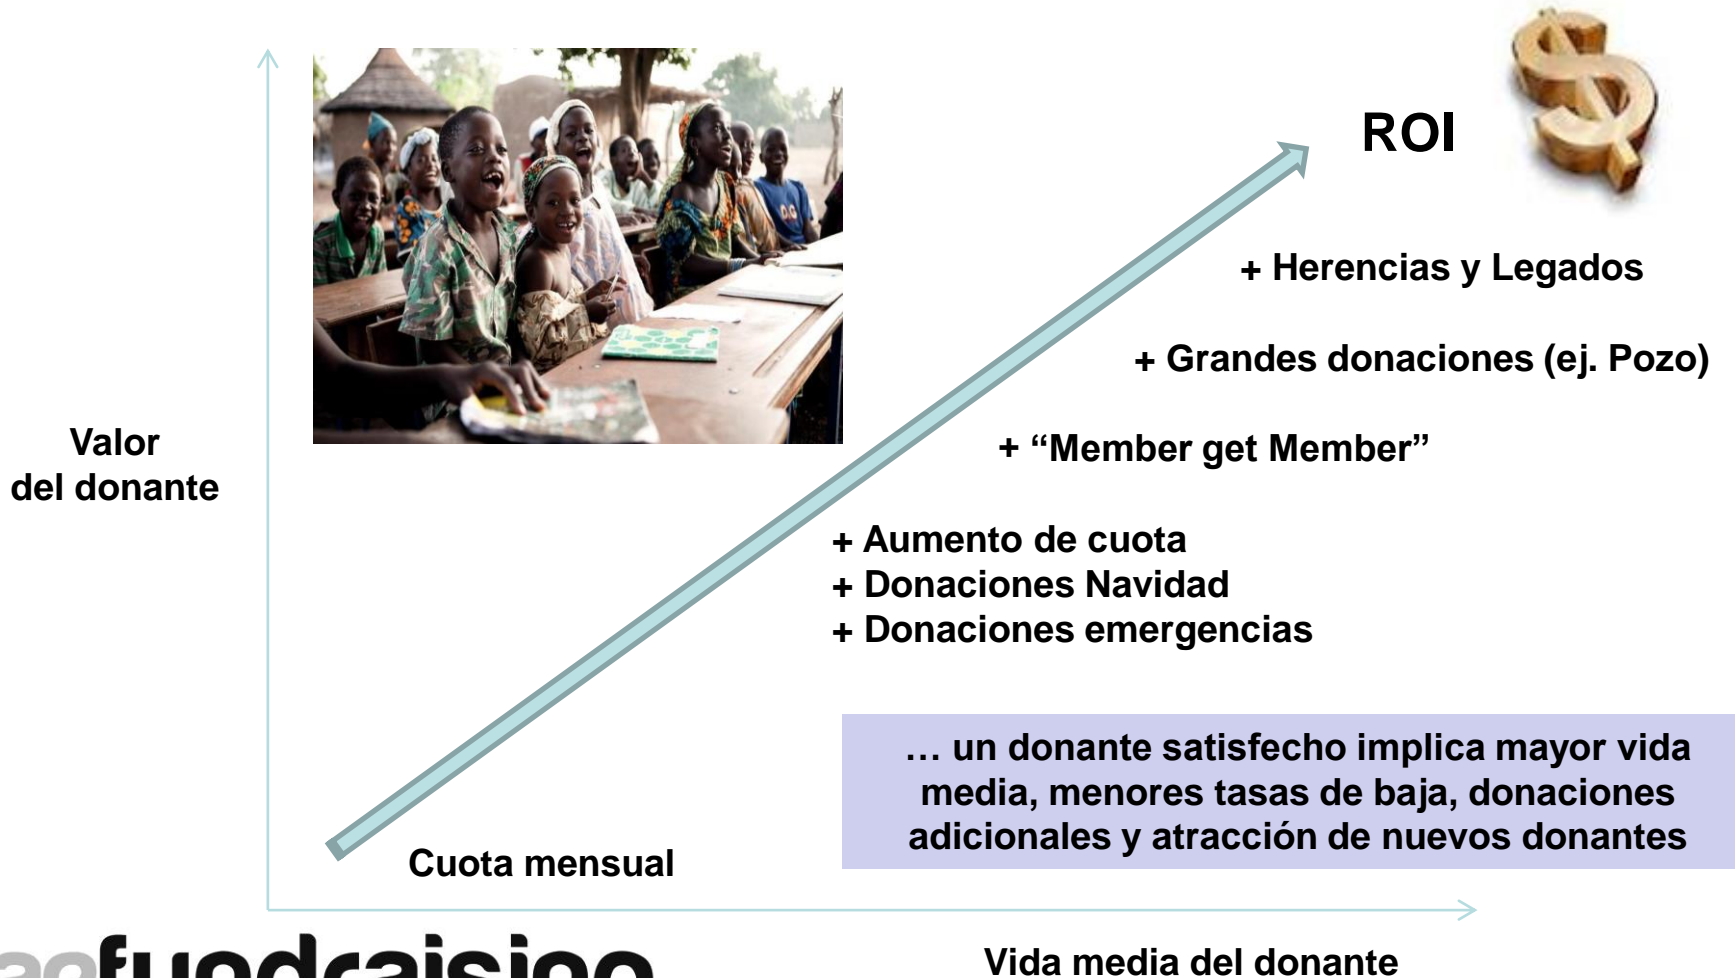 ROI
+ Herencias y Legados
+ Grandes donaciones (ej. Pozo)
Valor
del donante
+ “Member get Member”
+ Aumento de cuota
+ Donaciones Navidad
+ Donaciones emergencias
… un donante satisfecho implica mayor vida
media, menores tasas de baja, donaciones
adicionales y atracción de nuevos donantes
Cuota mensual
Vida media del donante
fundraising